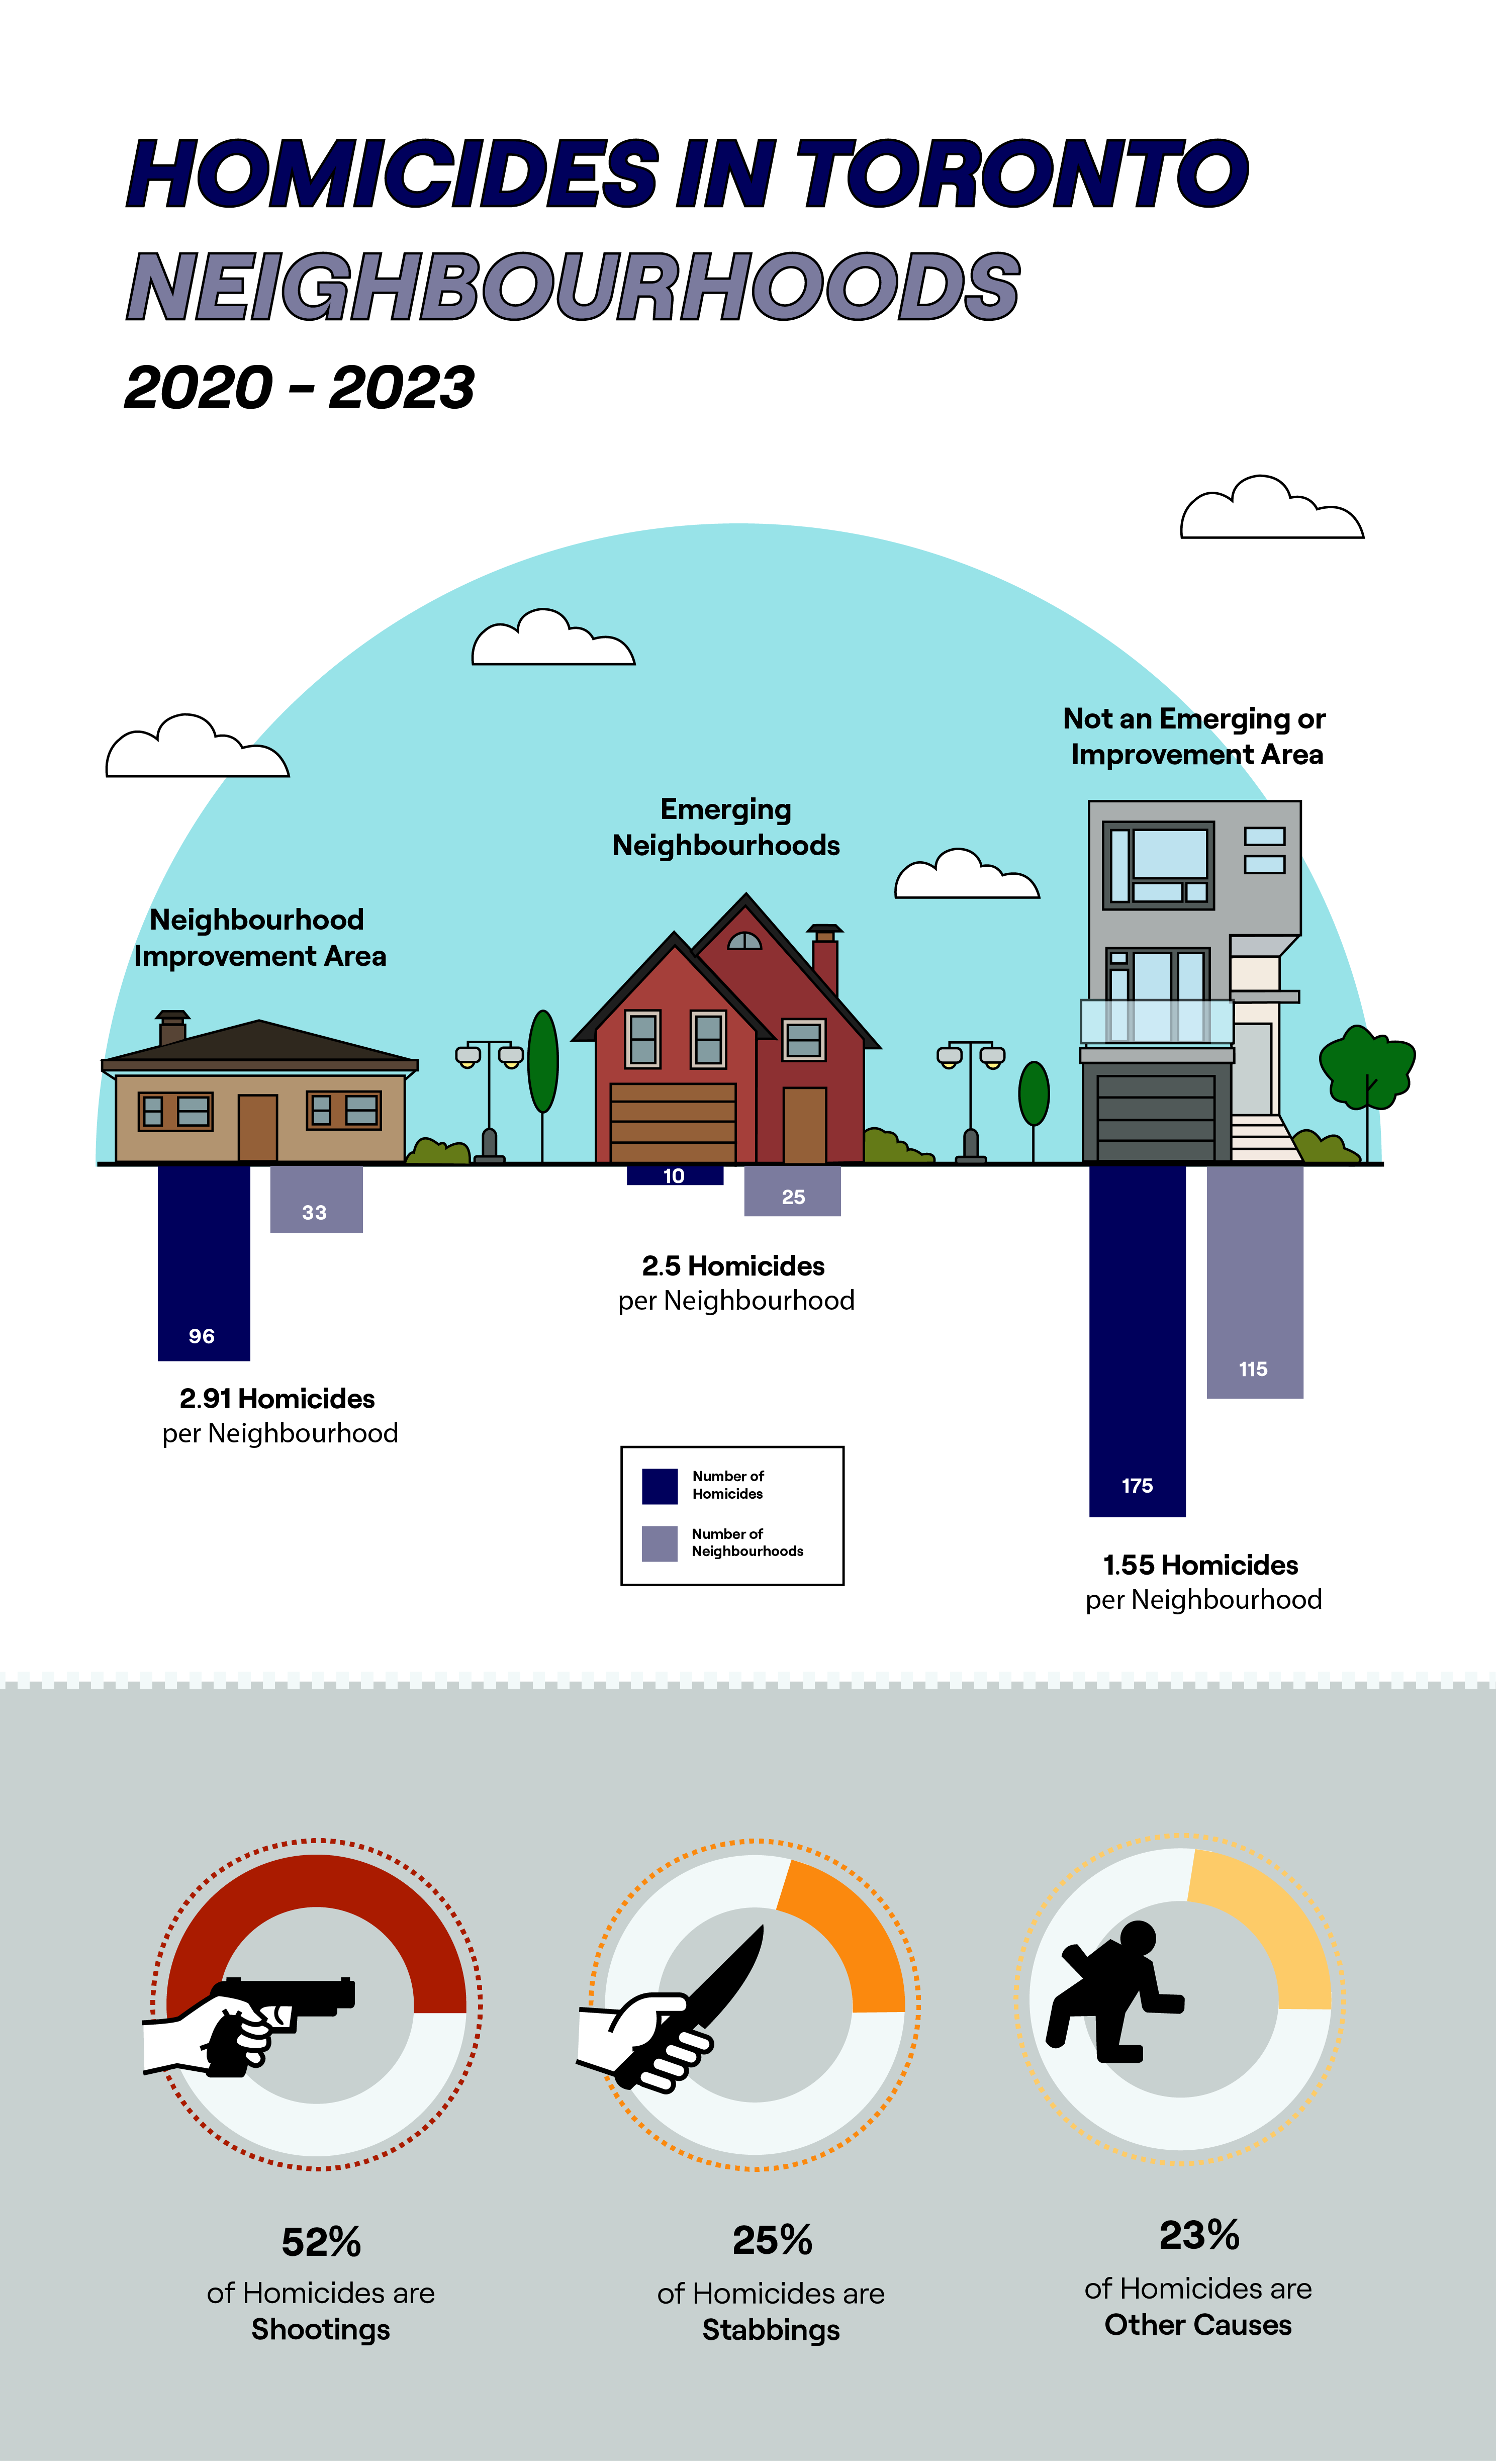 HOMICIDES IN TORONTO
NEIGHBOURHOODS
2020 – 2023
Neighbourhood
Improvement Area
Emerging
Neighbourhoods
Not an Emerging or
Improvement Area
96
33
2.91 Homicides
per Neighbourhood
10
25
2.5 Homicides
per Neighbourhood
175
115
1.55 Homicides
per Neighbourhood
Number of
Homicides
Number of
Neighbourhoods
52%
of Homicides are
Shootings
25%
of Homicides are
Stabbings
23%
of Homicides are
Other Causes